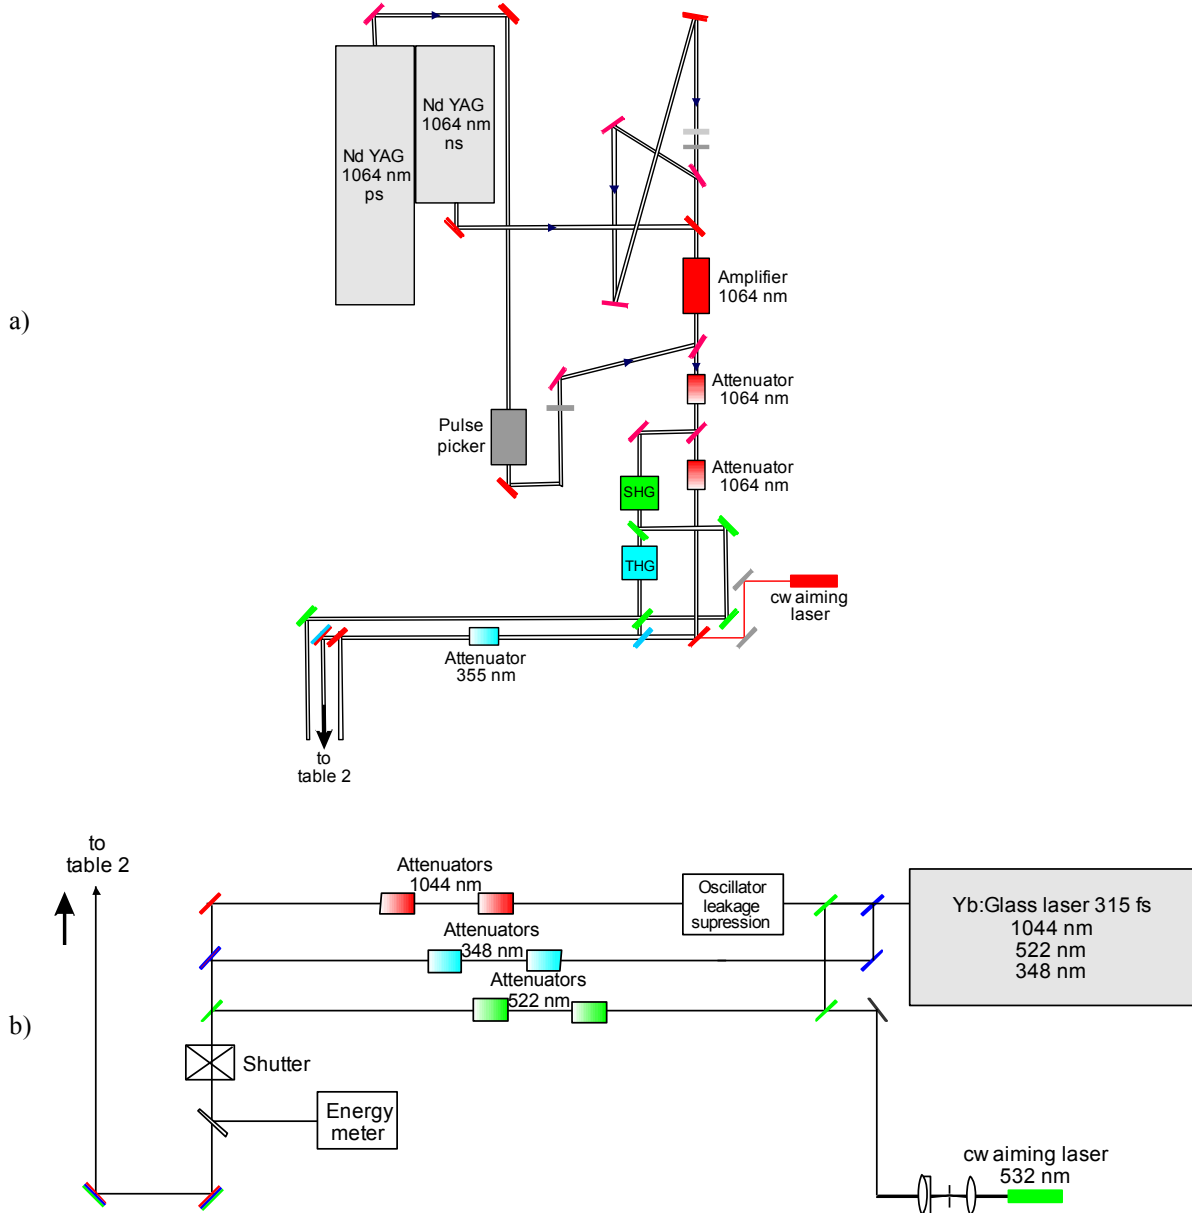 Nd YAG
1064 nm
ns
Nd YAG
1064 nm
ps
Amplifier
1064 nm
a)
Attenuator
1064 nm
Pulse
picker
Attenuator
1064 nm
SHG
THG
cw aiming
laser
Attenuator
355 nm
to
table 2
to
table 2
Attenuators
1044 nm
Oscillator
leakage
supression
Yb:Glass laser 315 fs
1044 nm
522 nm
348 nm
Attenuators
348 nm
Attenuators
522 nm
b)
Shutter
Energy
meter
cw aiming laser
532 nm